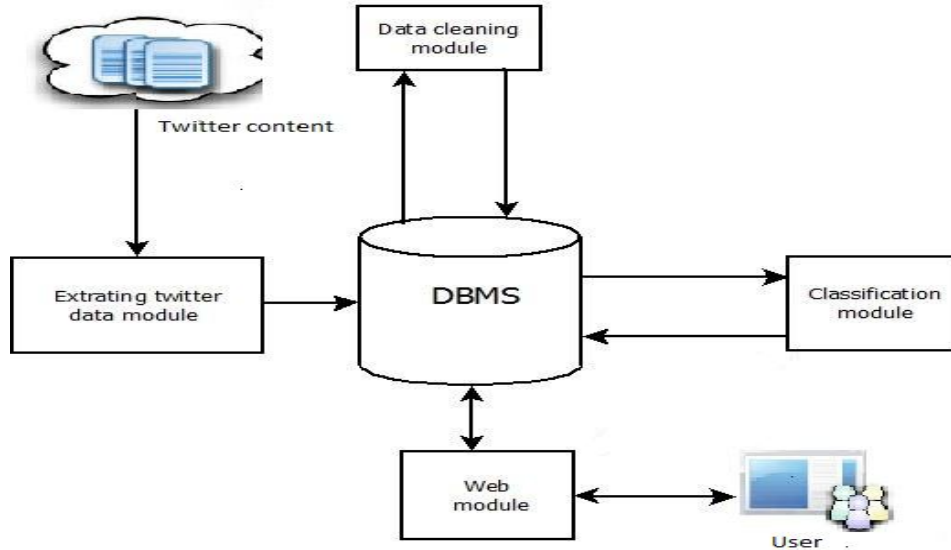 Data cleaning
module
Twitter content
Extrating twitter
data module
DBMS
Classification
module
Web
module
User